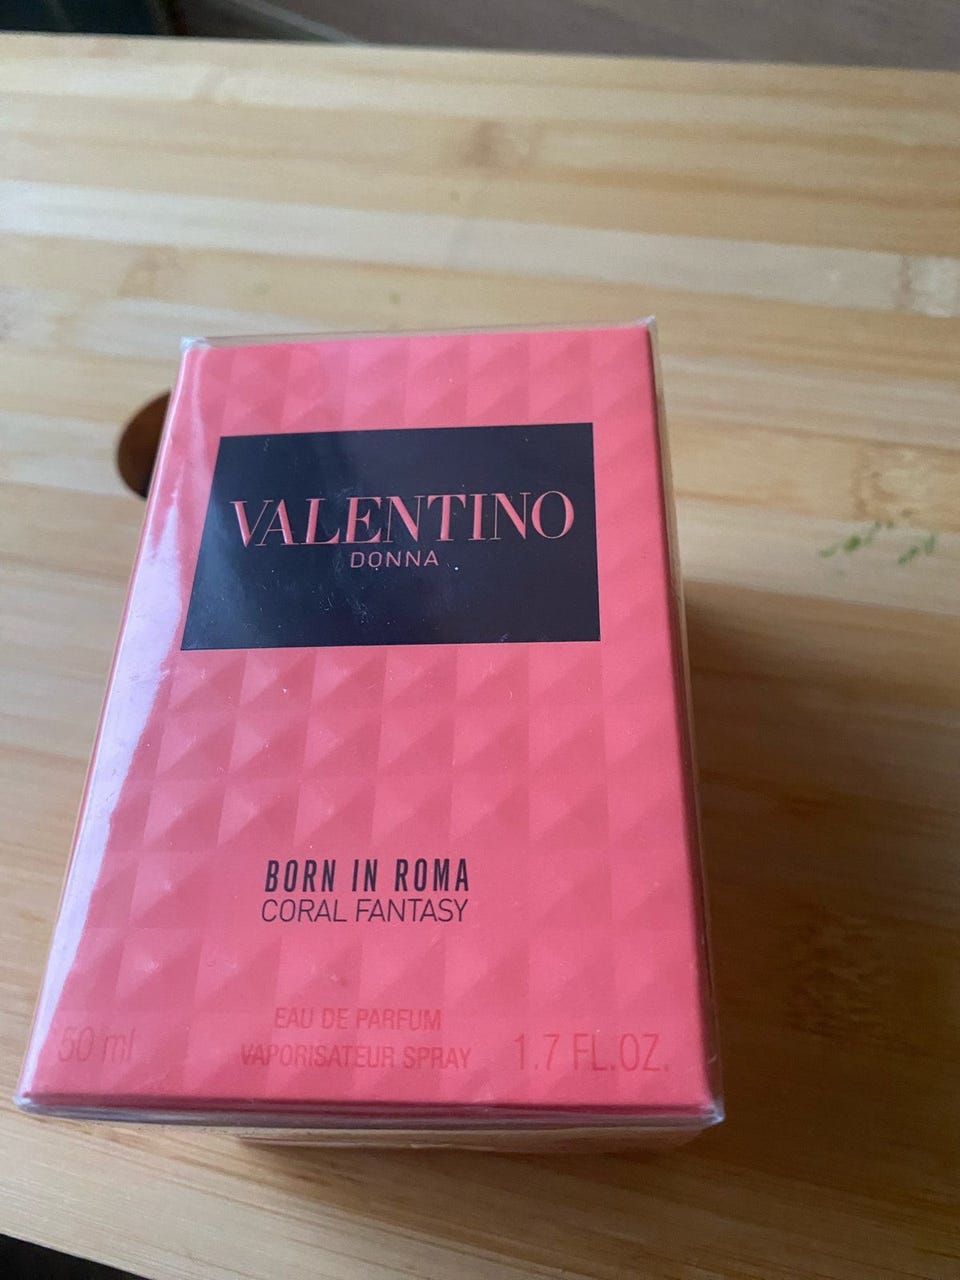 VALENTINO
DONNA
BORN IN ROMA
CORAL FANTASY
EAU DE PARFUM
50 ml VAPORISATEUR SPRAY 1.7 FL.OZ.